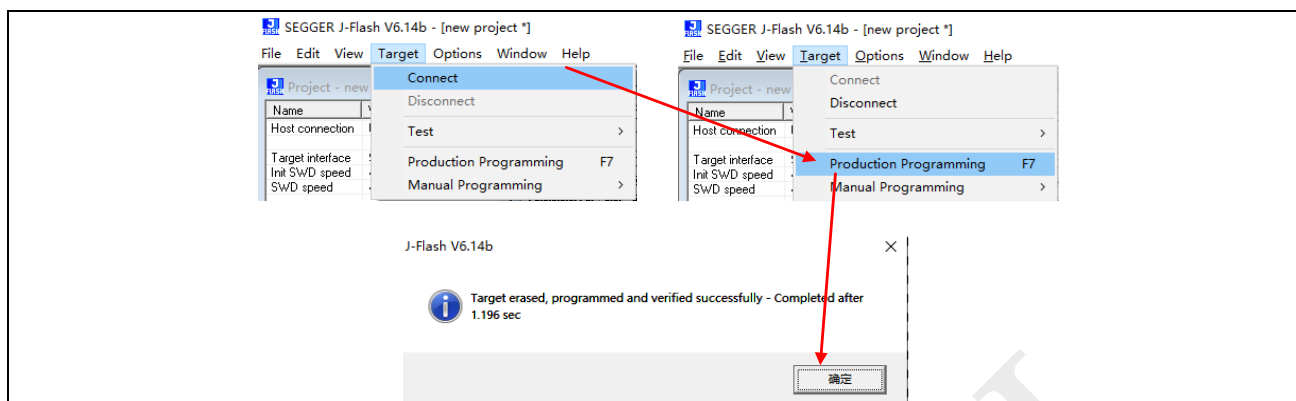 SEGGER J-Flash V6.14b - [new project *]
File Edit View Target Options Window Help
Project - new
Name
Host connection
Target interface
Init SWD speed
SWD speed
Connect
Disconnect
Test >
Production Programming F7
Manual Programming >
SEGGER J-Flash V6.14b - [new project *]
File Edit View Target Options Window Help
Project - new
Name
Host connection
Target interface
Init SWD speed
SWD speed
Connect
Disconnect
Test >
Production Programming F7
Manual Programming >
J-Flash V6.14b
Target erased, programmed and verified successfully - Completed after
1.196 sec
确定